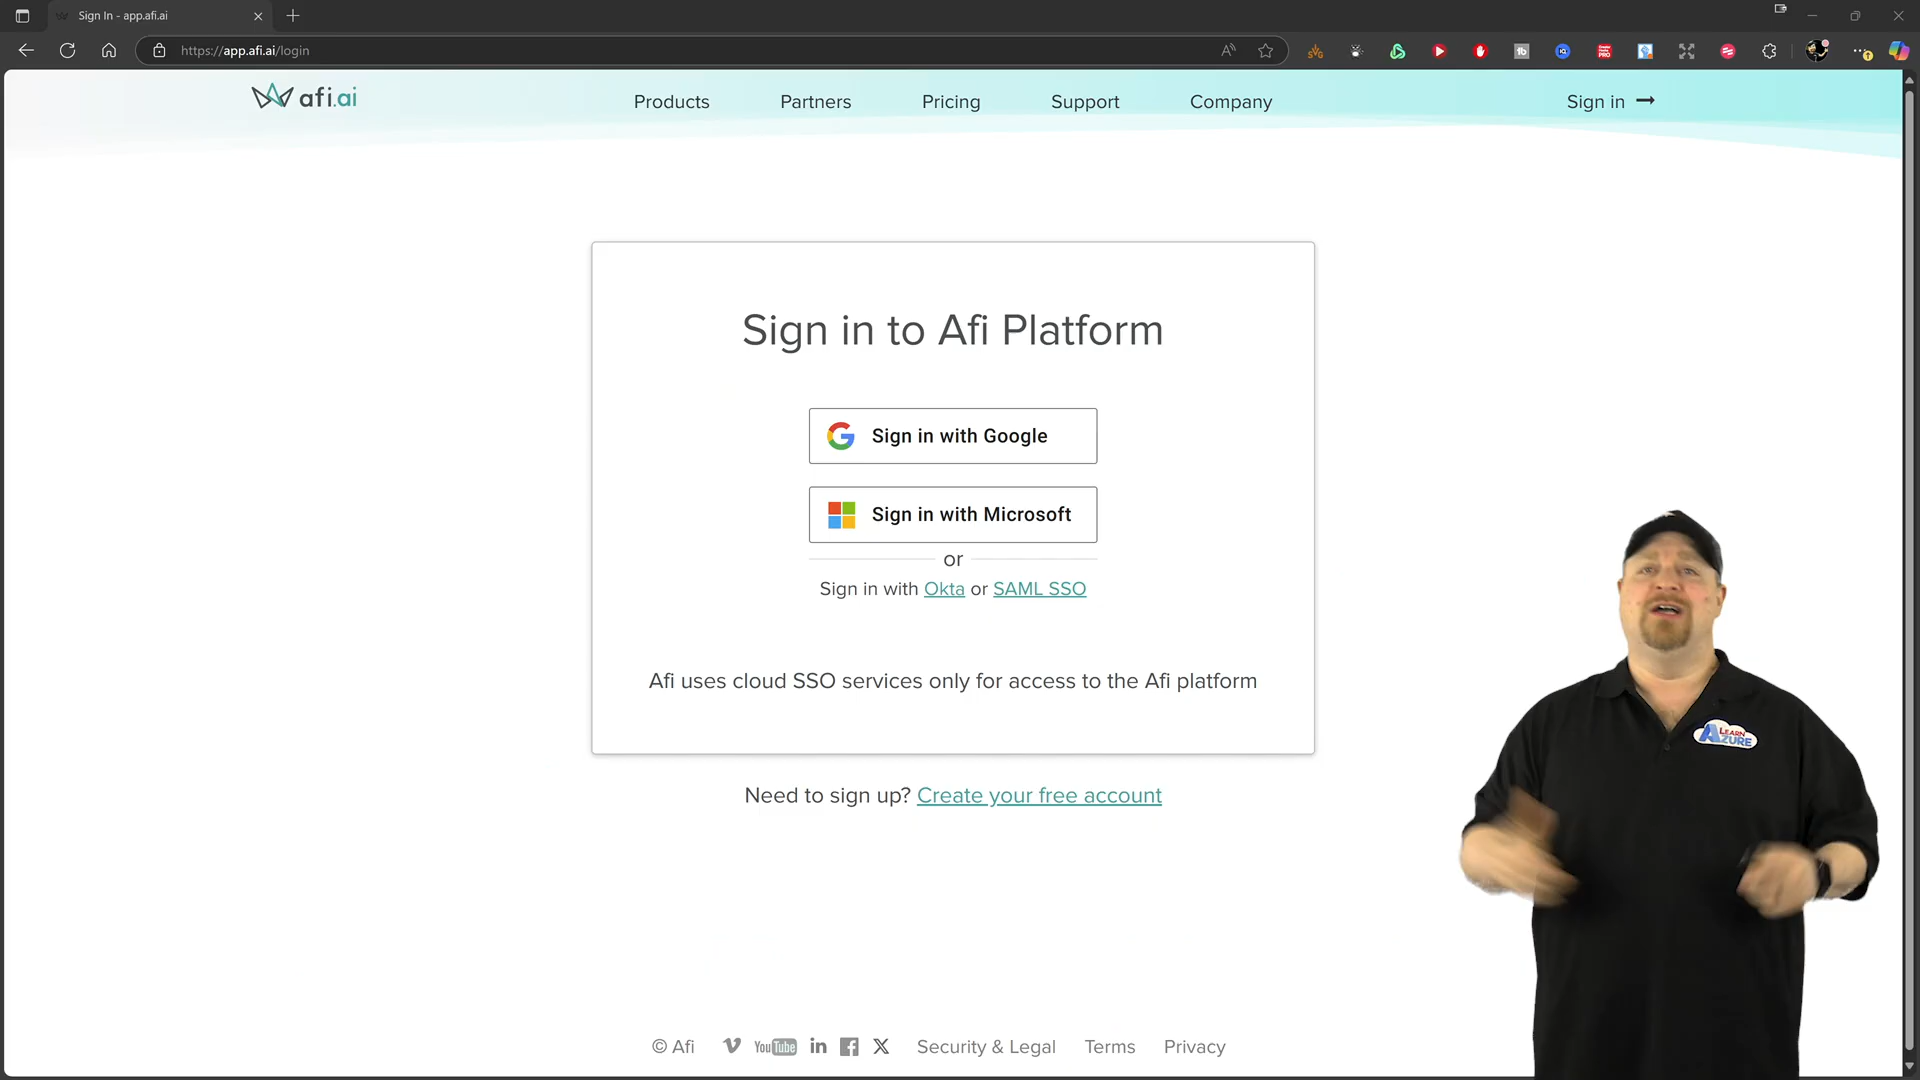 Sign In - app.afi.ai
https://app.afi.ai/login
afi.ai
Products
Partners
Pricing
Support
Company
Sign in
Sign in to Afi Platform
Sign in with Google
Sign in with Microsoft
or
Sign in with Okta or SAML SSO
Afi uses cloud SSO services only for access to the Afi platform
Need to sign up? Create your free account
LEARN
AZURE
© Afi
YouTube
Security & Legal
Terms
Privacy